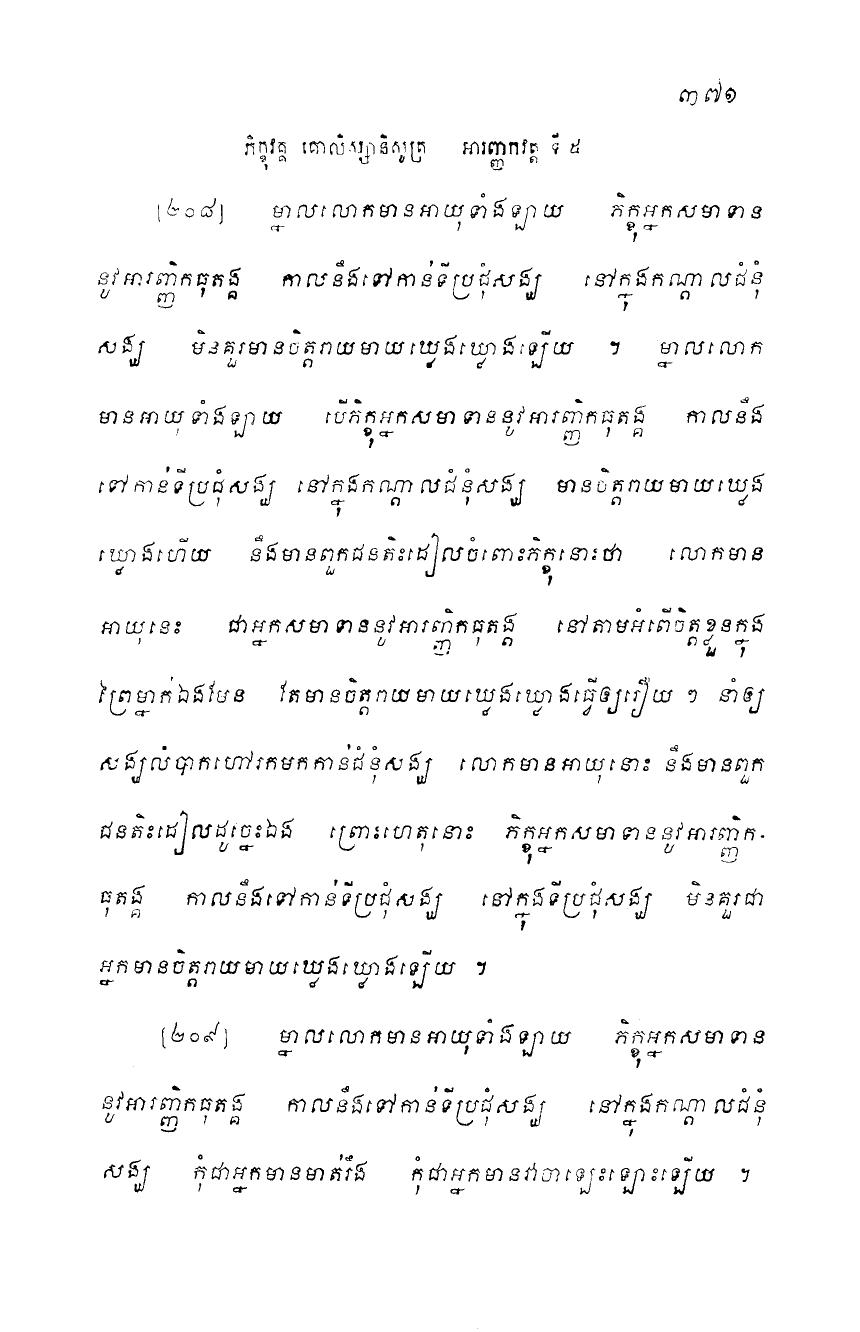 ៣៧១
ភិក្ខុវគ្គ គោលិស្សានិសូត្រ អារញ្ញកវត្ត ទី ៥
[២០៨] ម្នាលលោកមានអាយុទាំងឡាយ ភិក្ខុអ្នកសមាទាន
នូវអារញ្ញិកធុតង្គ កាលនឹងទៅកាន់ទីប្រជុំសង្ឃ នៅក្នុងកណ្តាលជំនុំ
សង្ឃ មិនគួរមានចិត្តរាយមាយឃ្វេងឃ្វោងឡើយ ។ ម្នាលលោក
មានអាយុទាំងឡាយ បើភិក្ខុអ្នកសមាទាននូវអារញ្ញិកធុតង្គ កាលនឹង
ទៅកាន់ទីប្រជុំសង្ឃ នៅក្នុងកណ្តាលជំនុំសង្ឃ មានចិត្តរាយមាយឃ្វេង
ឃ្វោងហើយ នឹងមានពួកជនតិះដៀលចំពោះភិក្ខុនោះថា លោកមាន
អាយុនេះ ជាអ្នកសមាទាននូវអារញ្ញិកធុតង្គ នៅតាមអំពើចិត្តខ្លួនក្នុង
ព្រៃម្នាក់ឯងមែន តែមានចិត្តរាយមាយឃ្វេងឃ្វោងធ្វើឲ្យរឿយ ៗ នាំឲ្យ
សង្ឃលំបាកហៅរកមកកាន់ជំនុំសង្ឃ លោកមានអាយុនោះ នឹងមានពួក
ជនតិះដៀលដូច្នេះឯង ព្រោះហេតុនោះ ភិក្ខុអ្នកសមាទាននូវអារញ្ញិក-
ធុតង្គ កាលនឹងទៅកាន់ទីប្រជុំសង្ឃ នៅក្នុងទីប្រជុំសង្ឃ មិនគួរជា
អ្នកមានចិត្តរាយមាយឃ្វេងឃ្វោងឡើយ ។
[២០៩] ម្នាលលោកមានអាយុទាំងឡាយ ភិក្ខុអ្នកសមាទាន
នូវអារញ្ញិកធុតង្គ កាលនឹងទៅកាន់ទីប្រជុំសង្ឃ នៅក្នុងកណ្តាលជំនុំ
សង្ឃ កុំជាអ្នកមានមាត់រឹង កុំជាអ្នកមានវាចាឡេះឡោះឡើយ ។